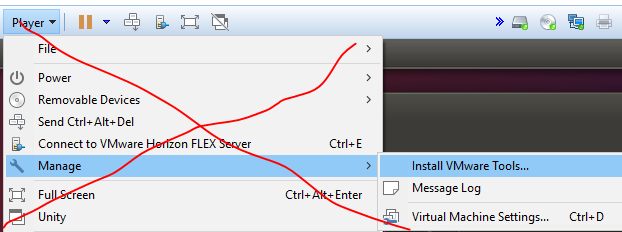 Player
File
Power
Removable Devices
Send Ctrl+Alt+Del
Connect to VMware Horizon FLEX Server Ctrl+E
Manage Install VMware Tools...
Message Log
Full Screen Ctrl+Alt+Enter
Unity Virtual Machine Settings... Ctrl+D